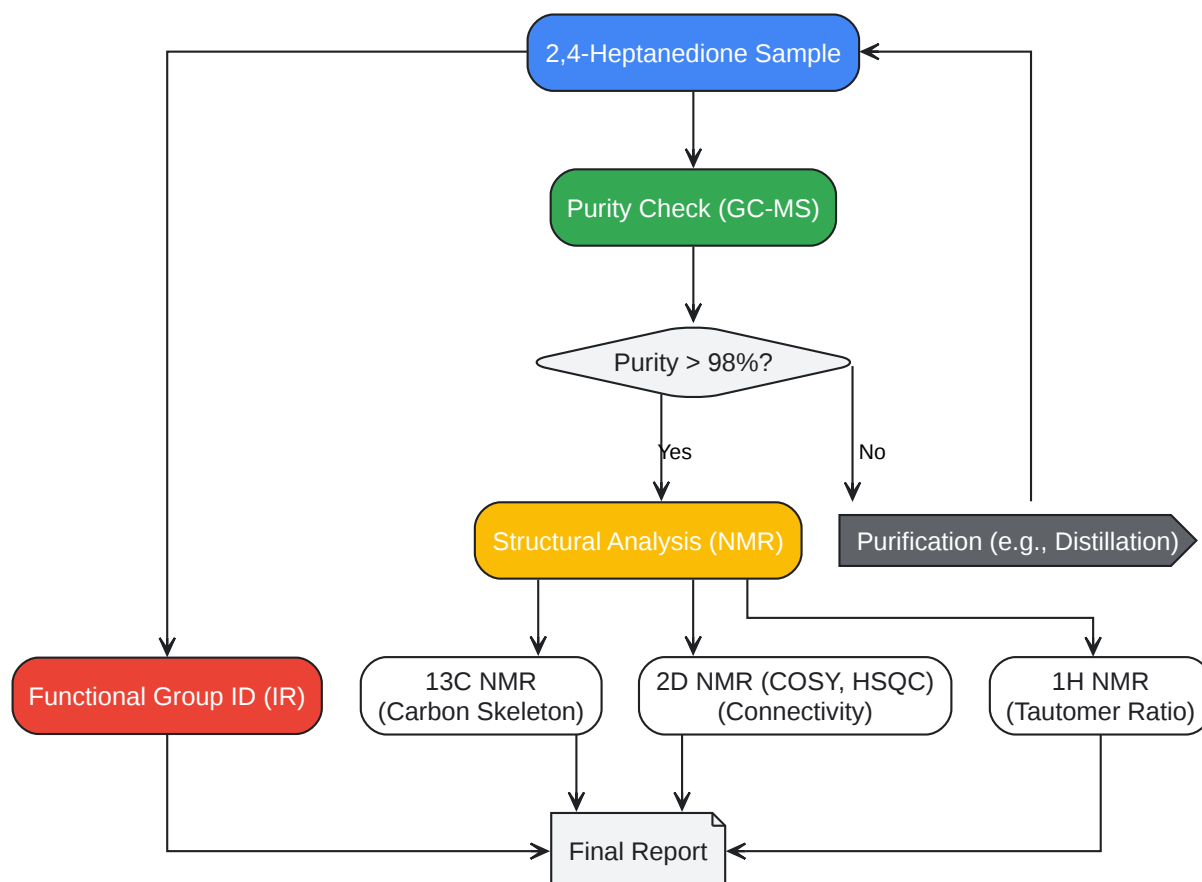 2,4-Heptanedione Sample
Purity Check (GC-MS)
Purity > 98%?
Yes
No
Structural Analysis (NMR)
Purification (e.g., Distillation)
Functional Group ID (IR)
13C NMR
(Carbon Skeleton)
2D NMR (COSY, HSQC)
(Connectivity)
1H NMR
(Tautomer Ratio)
Final Report